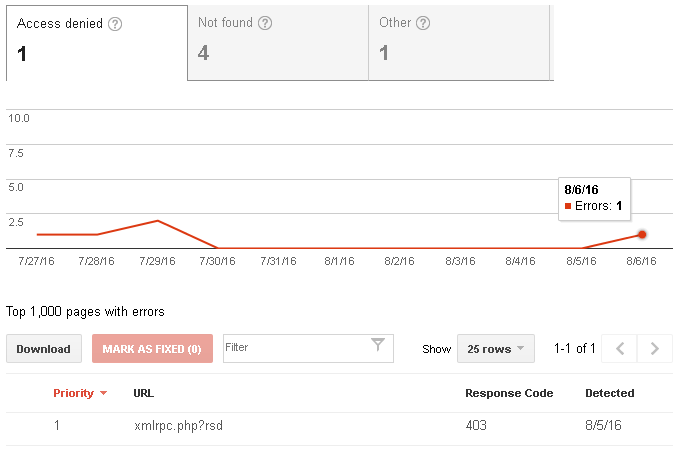 Access denied ? Not found ? Other ?
1 4 1
10.0
7.5
5.0
2.5
8/6/16
Errors: 1
7/27/16 7/28/16 7/29/16 7/30/16 7/31/16 8/1/16 8/2/16 8/3/16 8/4/16 8/5/16 8/6/16
Top 1,000 pages with errors
Download MARK AS FIXED (0) Filter Show 25 rows 1-1 of 1
Priority URL Response Code Detected
1 xmlrpc.php?rsd 403 8/5/16